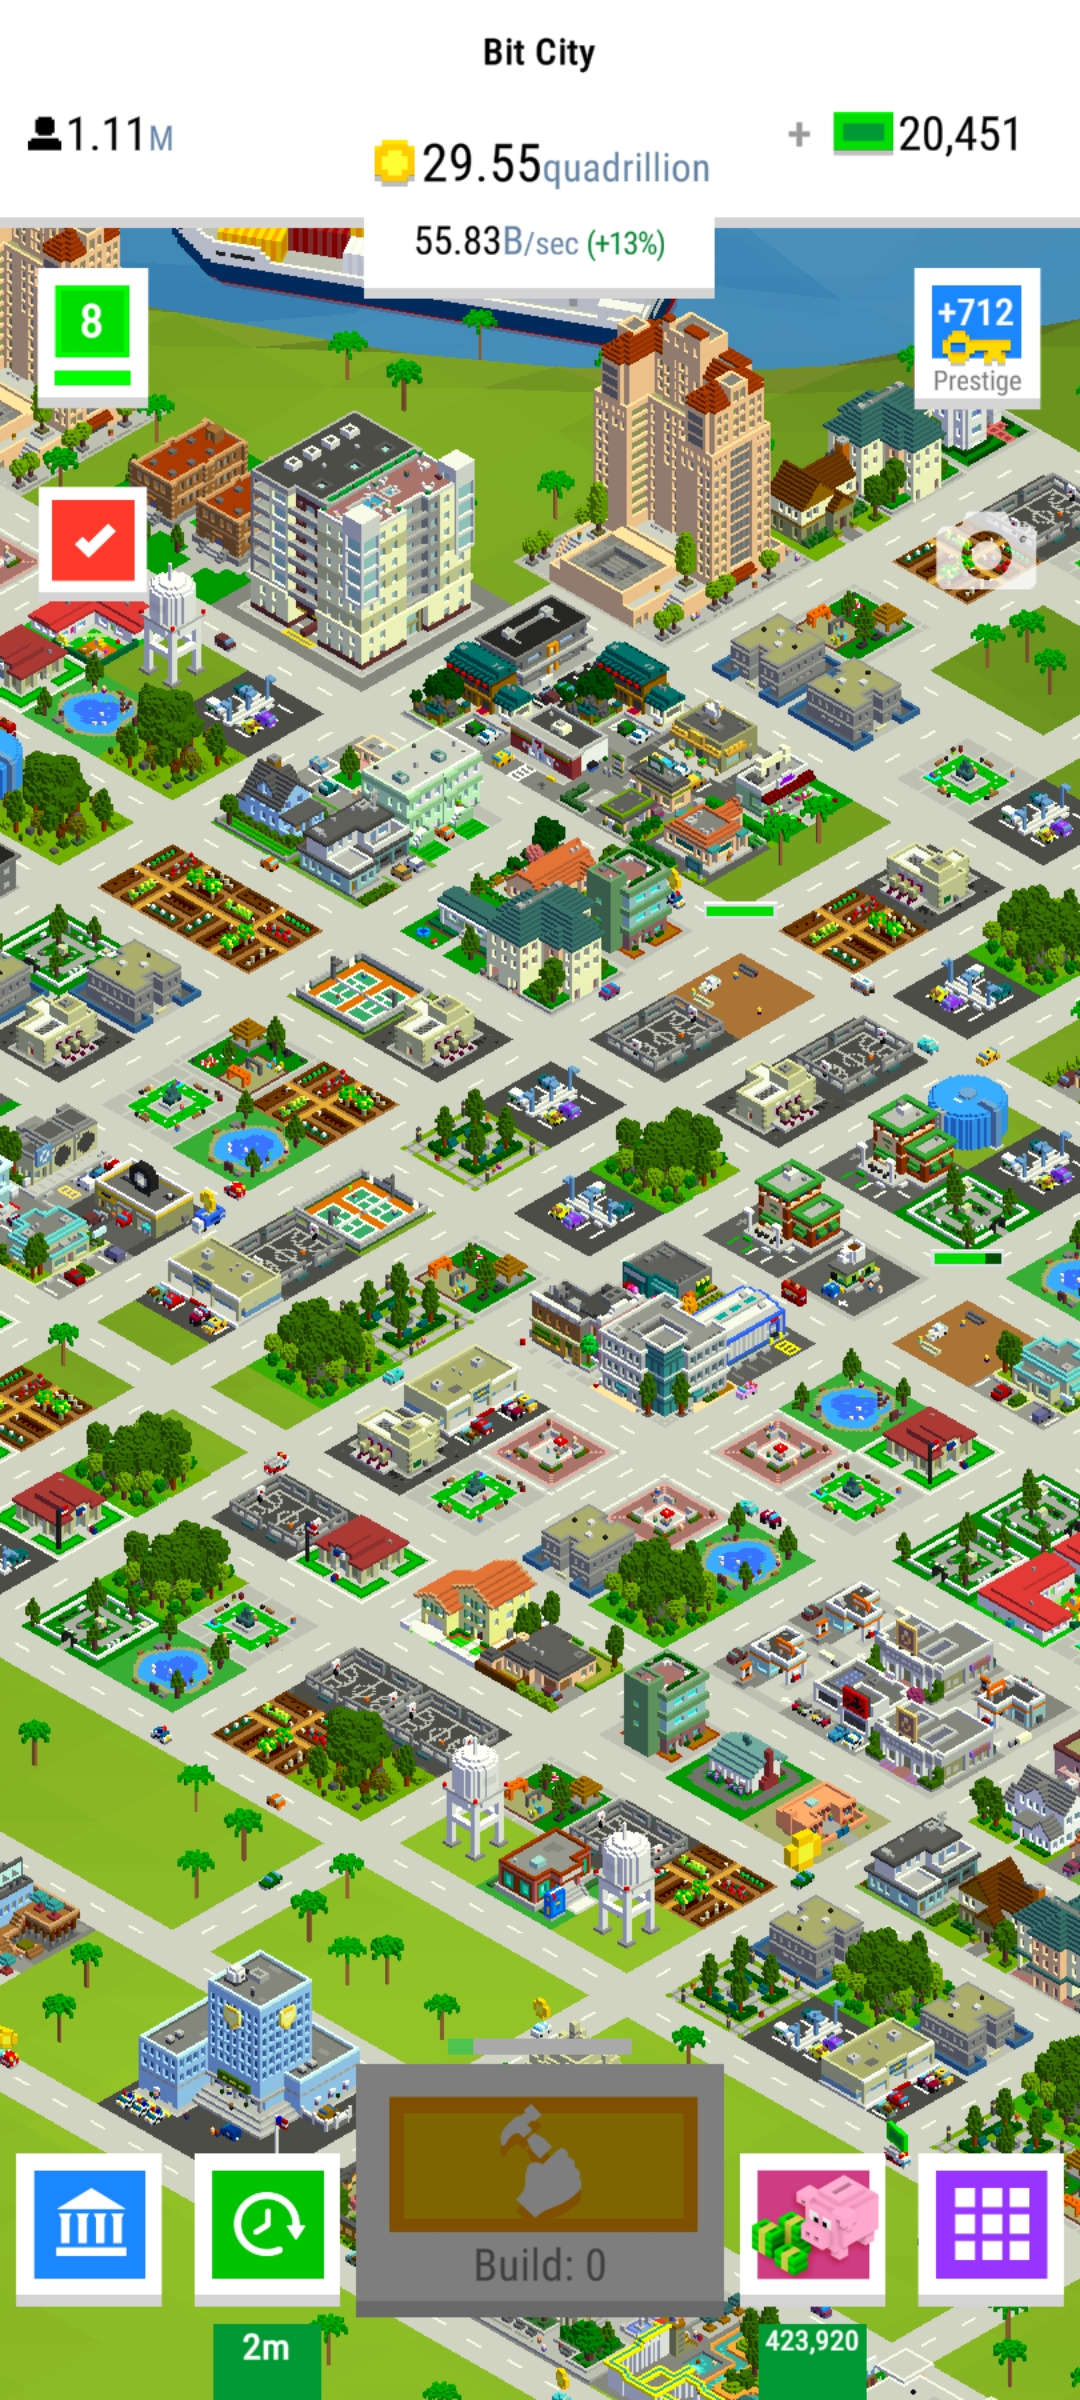 Bit City
1.11M
29.55quadrillion
+ 20,451
55.83B/sec (+13%)
8
+712
Prestige
Build: 0
2m
423,920